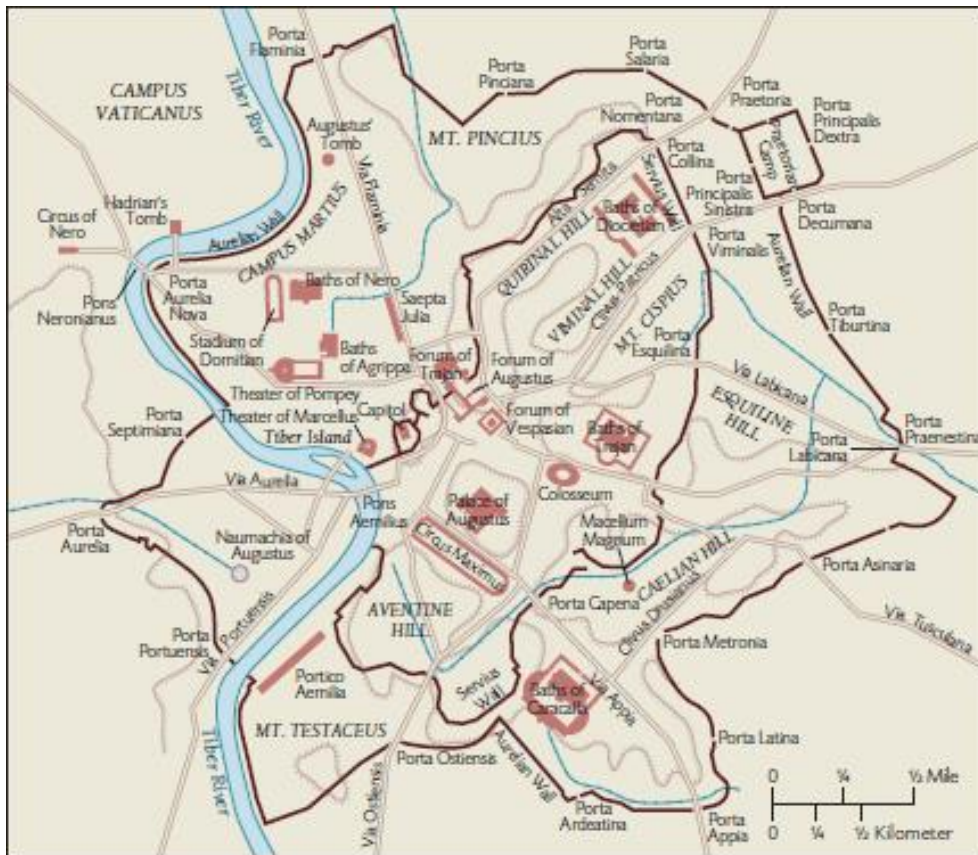 Porta
Flaminia
Tiber River
CAMPUS
VATICANUS
Augustus'
Tomb
Porta
Pinciana
Porta
Salaria
MT. PINCIUS
Porta
Nomentana
Porta
Praetoria
Porta
Principalis
Dextra
Praetorian
Camp
Porta
Collina
Porta
Principalis
Sinistra
Porta
Decumana
Porta
Viminalis
Servius Wall
Baths of
Diocletian
Alta Semita
QUIRINAL HILL
VIMINAL HILL
Clivus Patricus
MT. CISPIUS
Aurelian Wall
Porta
Tiburtina
Circus of
Nero
Hadrian's
Tomb
Aurelian Wall
CAMPUS MARTIUS
Via Flaminia
Pons
Neronianus
Porta
Aurelia
Nova
Baths of Nero
Saepta
Julia
Stadium of
Domitian
Baths
of Agrippa
Forum of
Trajan
Forum of
Augustus
Porta
Esquilina
Via Labicana
ESQUILINE
HILL
Theater of Pompey
Theater of Marcellus
Capitol
Forum of
Vespasian
Baths of
Trajan
Porta
Labicana
Porta
Praenestina
Porta
Septimiana
Tiber Island
Via Aurelia
Pons
Aemilius
Palace of
Augustus
Colosseum
Macellum
Magnum
Porta
Aurelia
Naumachia of
Augustus
Circus Maximus
CAELIAN HILL
Clivus Drusianus
Porta Asinaria
Via Tusculana
AVENTINE
HILL
Porta Capena
Porta Metronia
Porta
Portuensis
Via Portuensis
Portico
Aemilia
Servius
Wall
Baths of
Caracalla
Via Appia
MT. TESTACEUS
Tiber River
Via Ostiensis
Porta Ostiensis
Aurelian Wall
Porta
Ardeatina
Porta Latina
Porta
Appia
0 ¼ ½ Mile
0 ¼ ½ Kilometer